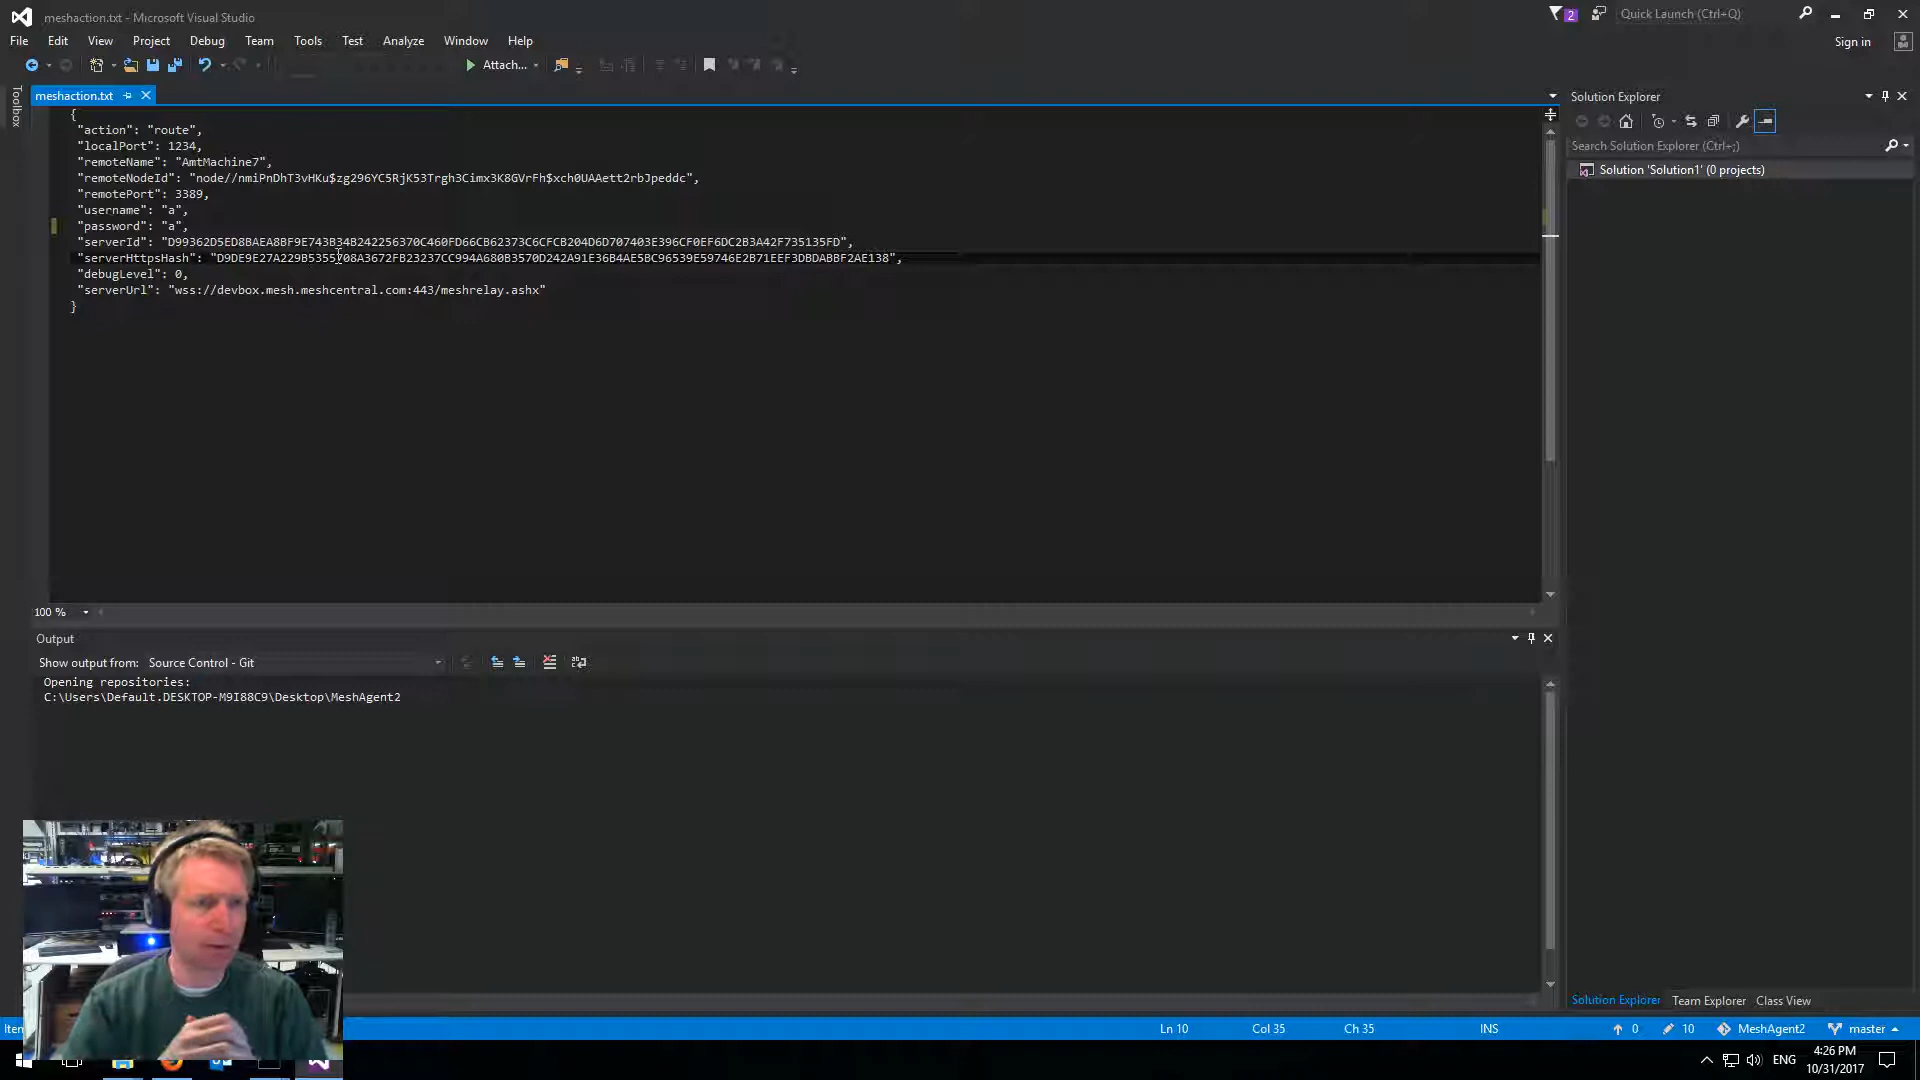 meshaction.txt - Microsoft Visual Studio
2
Quick Launch (Ctrl+Q)
File Edit View Project Debug Team Tools Test Analyze Window Help
Sign in
Attach...
Toolbox
meshaction.txt
{
"action": "route",
"localPort": 1234,
"remoteName": "AmtMachine7",
"remoteNodeId": "node//nmiPnDhT3vHKu$zg296YC5RjK53Trgh3Cimx3K8GVrFh$xch0UAAett2rbJpeddc",
"remotePort": 3389,
"username": "a",
"password": "a",
"serverId": "D99362D5ED8BAEA8BF9E743B34B242256370C460FD66CB62373C6CFCB204D6D707403E396CF0EF6DC2B3A42F735135FD",
"serverHttpsHash": "D9DE9E27A229B5355708A3672FB23237CC994A680B3570D242A91E36B4AE5BC96539E59746E2B71EEF3DBDABBF2AE138",
"debugLevel": 0,
"serverUrl": "wss://devbox.mesh.meshcentral.com:443/meshrelay.ashx"
}
Solution Explorer
Search Solution Explorer (Ctrl+;)
Solution 'Solution1' (0 projects)
100 %
Output
Show output from: Source Control - Git
Opening repositories:
C:\Users\Default.DESKTOP-M9I88C9\Desktop\MeshAgent2
Solution Explorer Team Explorer Class View
Ln 10 Col 35 Ch 35 INS 0 10 MeshAgent2 master
ENG
4:26 PM
10/31/2017